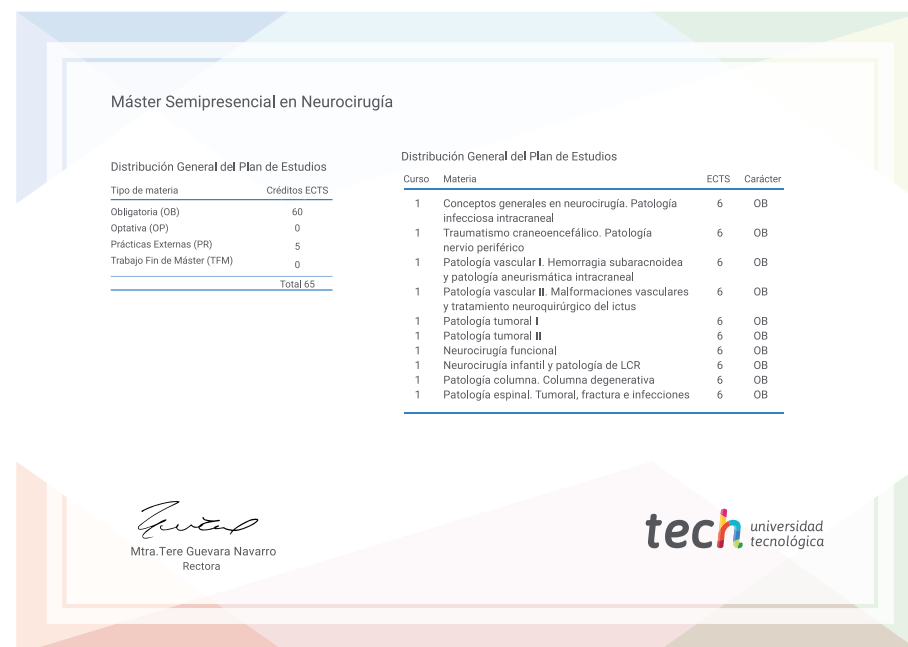 Máster Semipresencial en Neurocirugía
Distribución General del Plan de Estudios
Tipo de materia Créditos ECTS
Obligatoria (OB) 60
Optativa (OP) 0
Prácticas Externas (PR) 5
Trabajo Fin de Máster (TFM) 0
Total 65
Distribución General del Plan de Estudios
Curso Materia ECTS Carácter
1 Conceptos generales en neurocirugía. Patología 6 OB
infecciosa intracraneal
1 Traumatismo craneoencefálico. Patología 6 OB
nervio periférico
1 Patología vascular I. Hemorragia subaracnoidea 6 OB
y patología aneurismática intracraneal
1 Patología vascular II. Malformaciones vasculares 6 OB
y tratamiento neuroquirúrgico del ictus
1 Patología tumoral I 6 OB
1 Patología tumoral II 6 OB
1 Neurocirugía funcional 6 OB
1 Neurocirugía infantil y patología de LCR 6 OB
1 Patología columna. Columna degenerativa 6 OB
1 Patología espinal. Tumoral, fractura e infecciones 6 OB
Mtra.Tere Guevara Navarro
Rectora
tech universidad
tecnológica